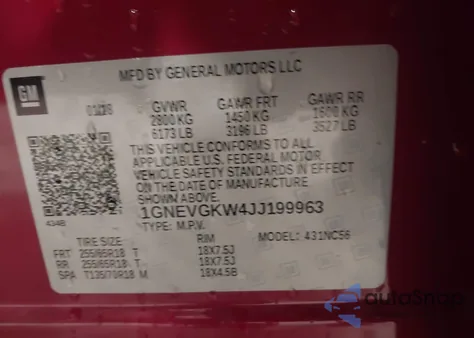 GM
MFD BY GENERAL MOTORS LLC
01/18 GVWR GAWR FRT GAWR RR
2800 KG 1450 KG 1600 KG
6173 LB 3196 LB 3527 LB
THIS VEHICLE CONFORMS TO ALL
APPLICABLE U.S. FEDERAL MOTOR
VEHICLE SAFETY STANDARDS IN EFFECT
ON THE DATE OF MANUFACTURE
SHOWN ABOVE.
434B
1GNEVGKW4JJ199963
TYPE: M.P.V. MODEL: 431NC56
TIRE SIZE RIM
FRT 255/65R18 T 18X7.5J
RR 255/65R18 T 18X7.5J
SPA T135/70R18 M 18X4.5B
autoSnap